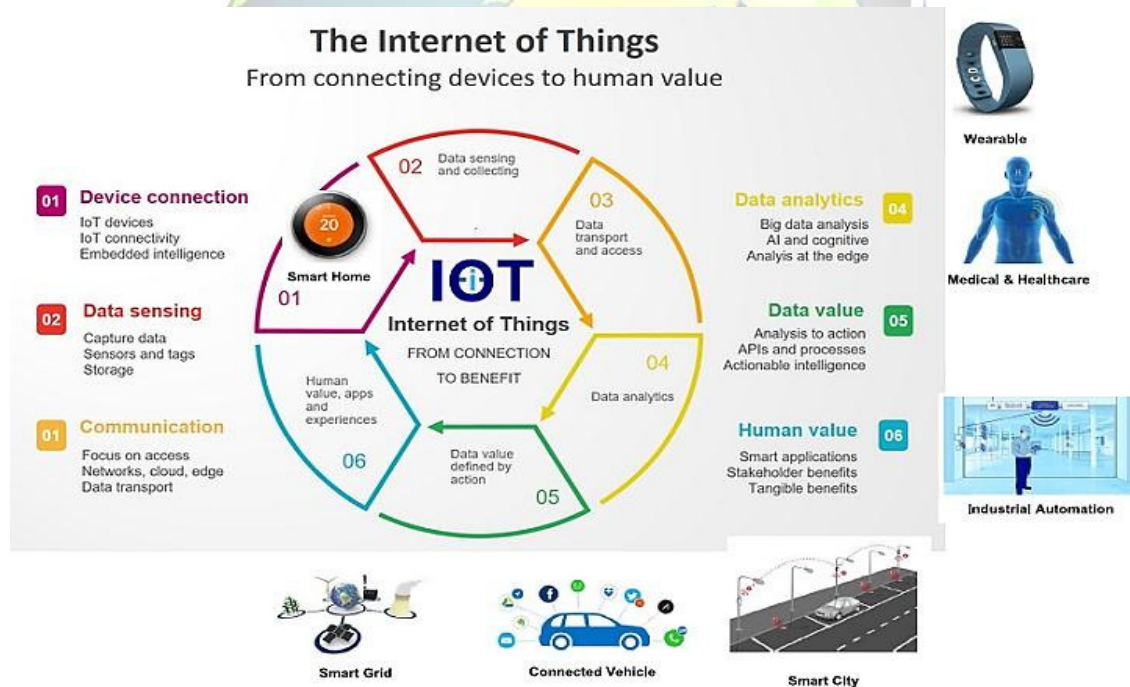 The Internet of Things
From connecting devices to human value
01
Device connection
IoT devices
IoT connectivity
Embedded intelligence
02
Data sensing
Capture data
Sensors and tags
Storage
01
Communication
Focus on access
Networks, cloud, edge
Data transport
20
Smart Home
01
02
Data sensing
and collecting
03
Data
transport
and access
04
Data analytics
Data value
defined by
action
05
Human
value, apps
and
experiences
06
IOT
Internet of Things
FROM CONNECTION
TO BENEFIT
Data analytics
04
Big data analysis
AI and cognitive
Analyis at the edge
Data value
05
Analysis to action
APIs and processes
Actionable intelligence
Human value
06
Smart applications
Stakeholder benefits
Tangible benefits
Wearable
Medical & Healthcare
Industrial Automation
Smart Grid
Connected Vehicle
Smart City